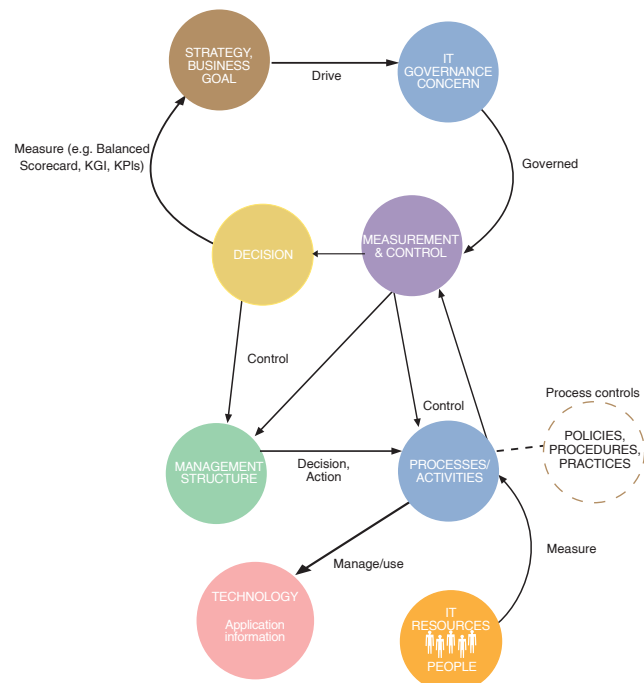 STRATEGY,
BUSINESS
GOAL
Drive
IT
GOVERNANCE
CONCERN
Measure (e.g. Balanced
Scorecard, KGI, KPIs)
Governed
DECISION
MEASUREMENT
& CONTROL
Control
Control
Process controls
POLICIES,
PROCEDURES,
PRACTICES
MANAGEMENT
STRUCTURE
Decision,
Action
PROCESSES/
ACTIVITIES
Manage/use
Measure
TECHNOLOGY
Application
information
IT
RESOURCES
PEOPLE